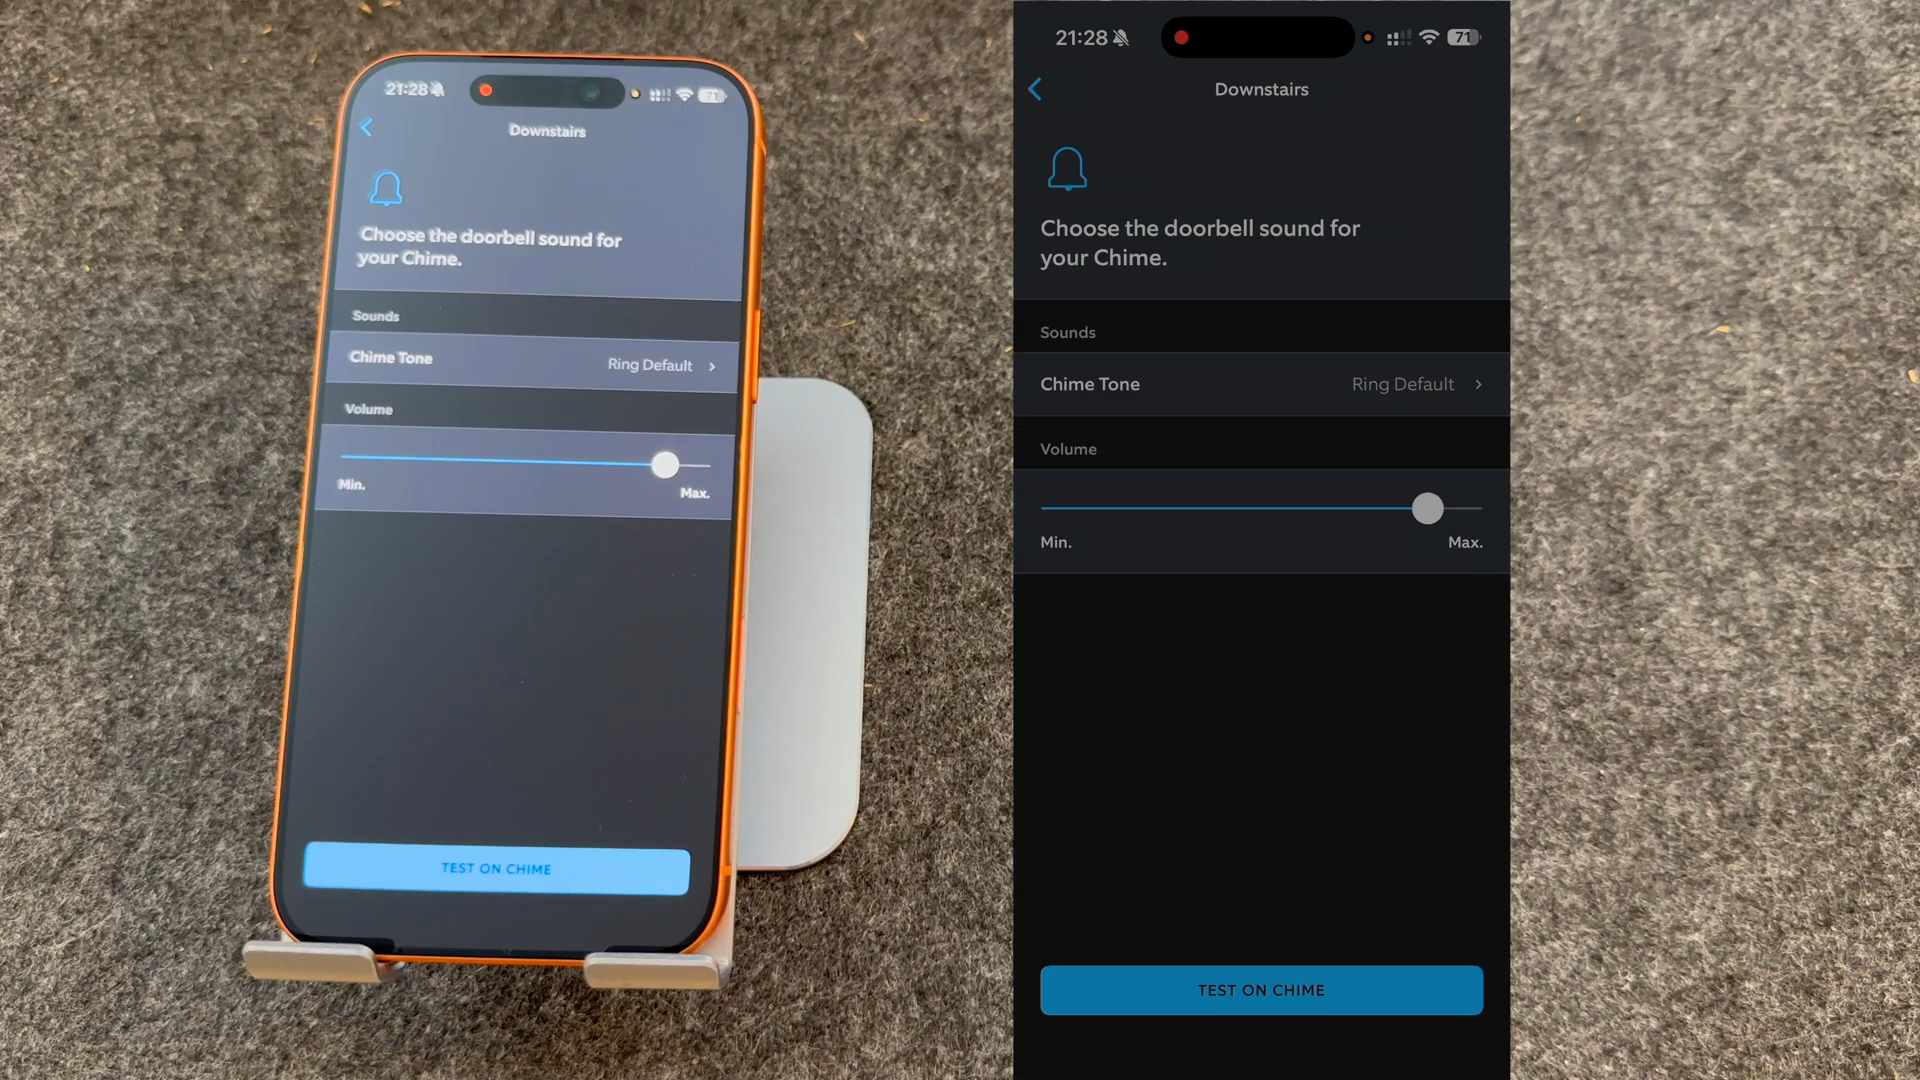 21:28
71
Downstairs
Choose the doorbell sound for
your Chime.
Sounds
Chime Tone
Ring Default
Volume
Min.
Max.
TEST ON CHIME
21:28
71
Downstairs
Choose the doorbell sound for
your Chime.
Sounds
Chime Tone
Ring Default
Volume
Min.
Max.
TEST ON CHIME